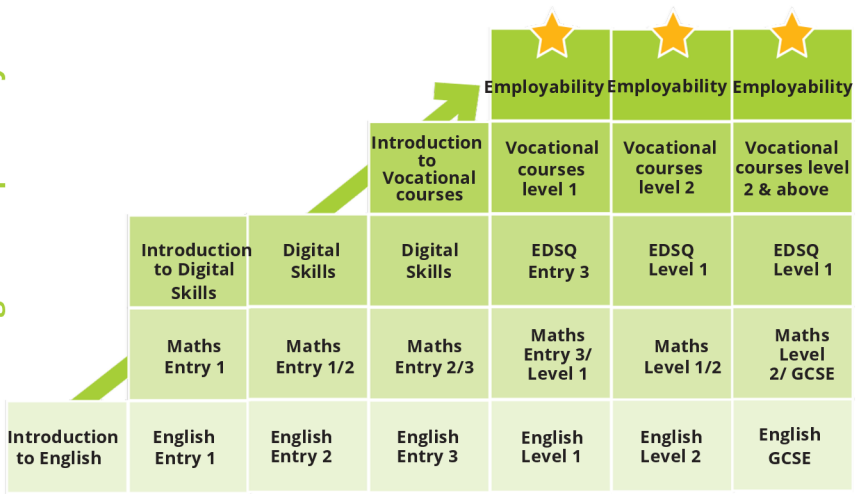 Employability Employability Employability
Introduction
to
Vocational
courses
Vocational
courses
level 1
Vocational
courses
level 2
Vocational
courses level
2 & above
Introduction
to Digital
Skills
Digital
Skills
Digital
Skills
EDSQ
Entry 3
EDSQ
Level 1
EDSQ
Level 1
Maths
Entry 1
Maths
Entry 1/2
Maths
Entry 2/3
Maths
Entry 3/
Level 1
Maths
Level 1/2
Maths
Level
2/ GCSE
Introduction
to English
English
Entry 1
English
Entry 2
English
Entry 3
English
Level 1
English
Level 2
English
GCSE